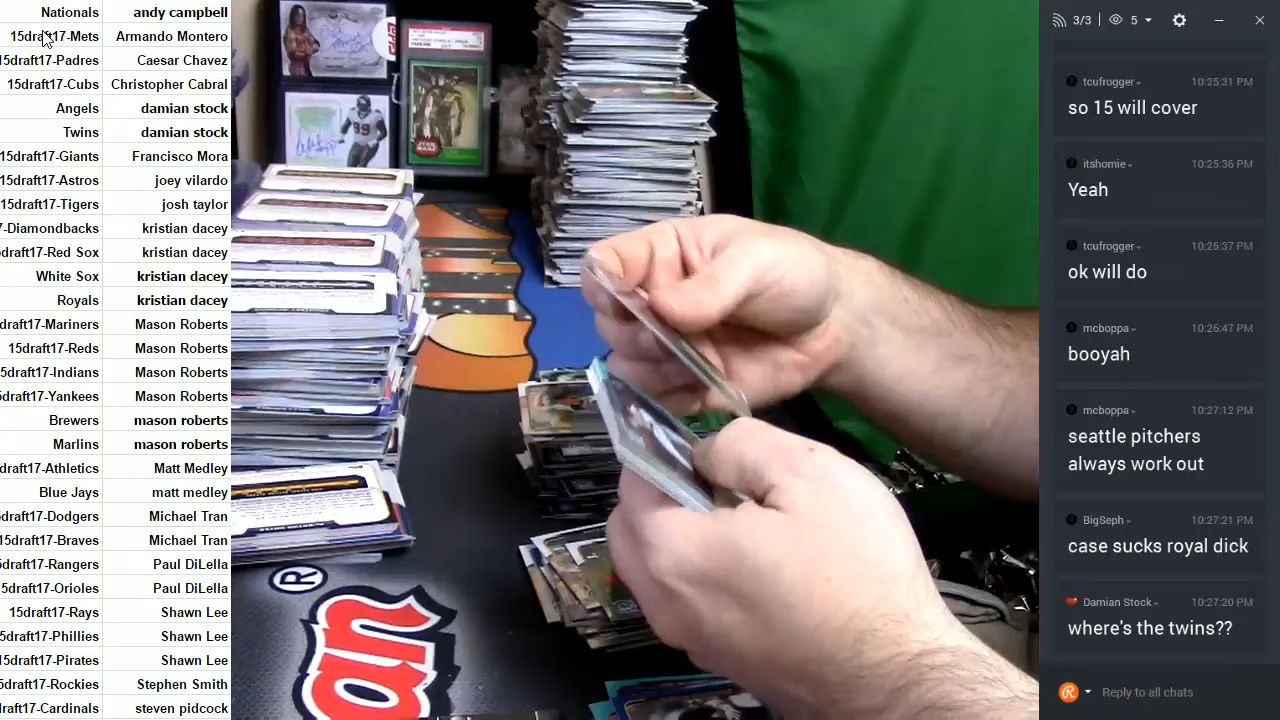 Nationals andy campbell
15draft17-Mets Armando Montero
15draft17-Padres Caesar Chavez
15draft17-Cubs Christopher Cabral
Angels damian stock
Twins damian stock
15draft17-Giants Francisco Mora
15draft17-Astros joey vilardo
15draft17-Tigers josh taylor
7-Diamondbacks kristian dacey
draft17-Red Sox kristian dacey
White Sox kristian dacey
Royals kristian dacey
draft17-Mariners Mason Roberts
15draft17-Reds Mason Roberts
5draft17-Indians Mason Roberts
5draft17-Yankees Mason Roberts
Brewers mason roberts
Marlins mason roberts
draft17-Athletics Matt Medley
Blue Jays matt medley
draft17-Dodgers Michael Tran
15draft17-Braves Michael Tran
5draft17-Rangers Paul DiLella
5draft17-Orioles Paul DiLella
15draft17-Rays Shawn Lee
5draft17-Phillies Shawn Lee
15draft17-Pirates Shawn Lee
5draft17-Rockies Stephen Smith
raft17-Cardinals steven pidcock
STAR WARS
99
®
an
3/3 5
tcufrogger 10:25:31 PM
so 15 will cover
itshomie 10:25:36 PM
Yeah
tcufrogger 10:25:37 PM
ok will do
mcboppa 10:26:47 PM
booyah
mcboppa 10:27:12 PM
seattle pitchers
always work out
BigSeph 10:27:21 PM
case sucks royal dick
Damian Stock 10:27:20 PM
where's the twins??
Reply to all chats